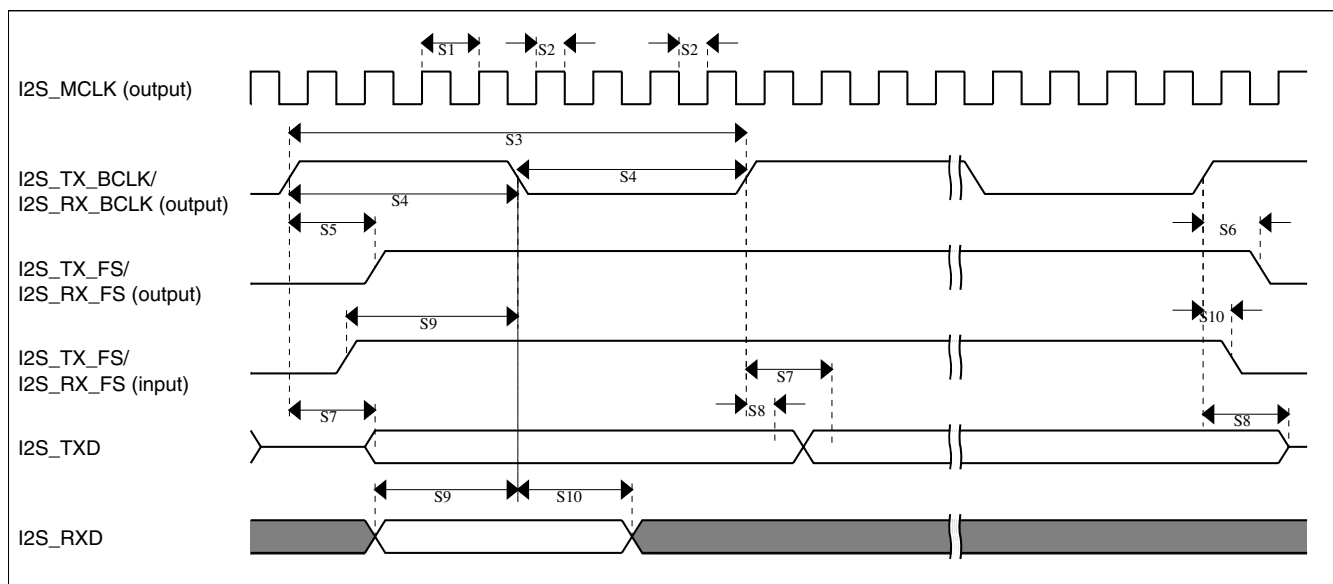 S1 S2 S2
I2S_MCLK (output)
S3
I2S_TX_BCLK/
I2S_RX_BCLK (output)
S4
S4
S5
S6
I2S_TX_FS/
I2S_RX_FS (output)
S9
S10
I2S_TX_FS/
I2S_RX_FS (input)
S7
S7
S8
S8
I2S_TXD
S9
S10
I2S_RXD